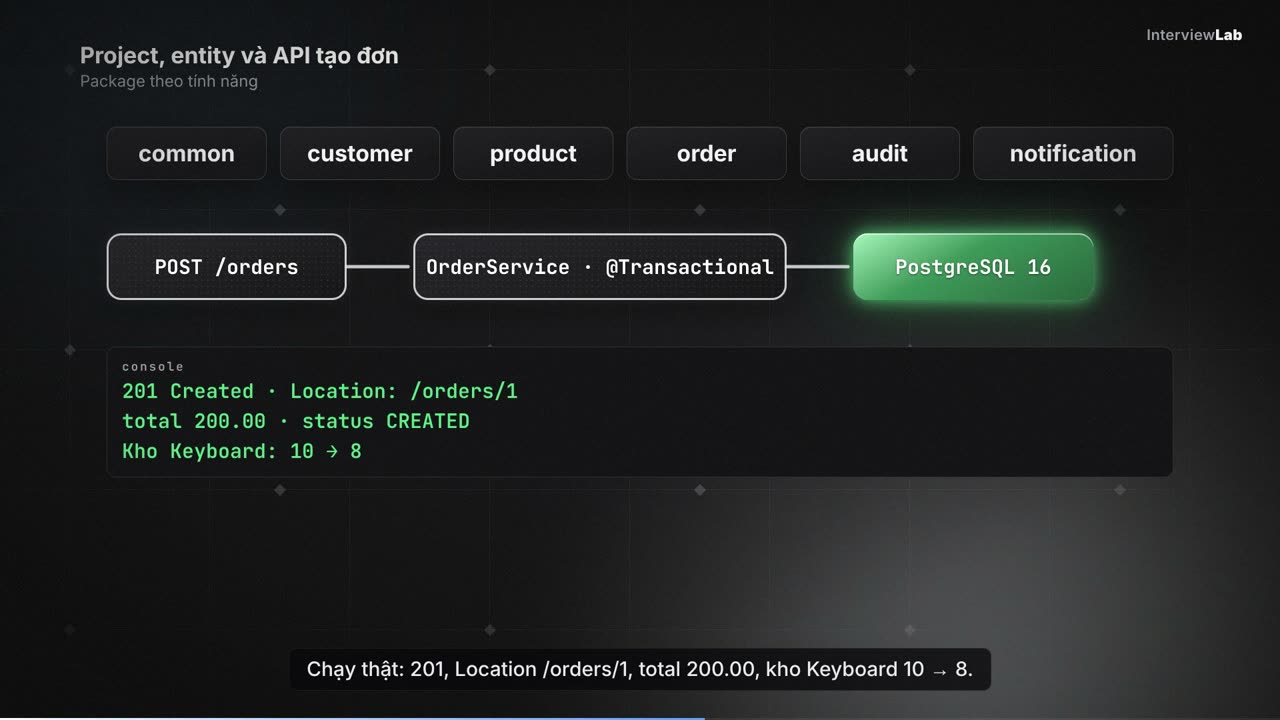 InterviewLab
Project, entity và API tạo đơn
Package theo tính năng
common customer product order audit notification
POST /orders OrderService · @Transactional PostgreSQL 16
console
201 Created · Location: /orders/1
total 200.00 · status CREATED
Kho Keyboard: 10 → 8
Chạy thật: 201, Location /orders/1, total 200.00, kho Keyboard 10 → 8.